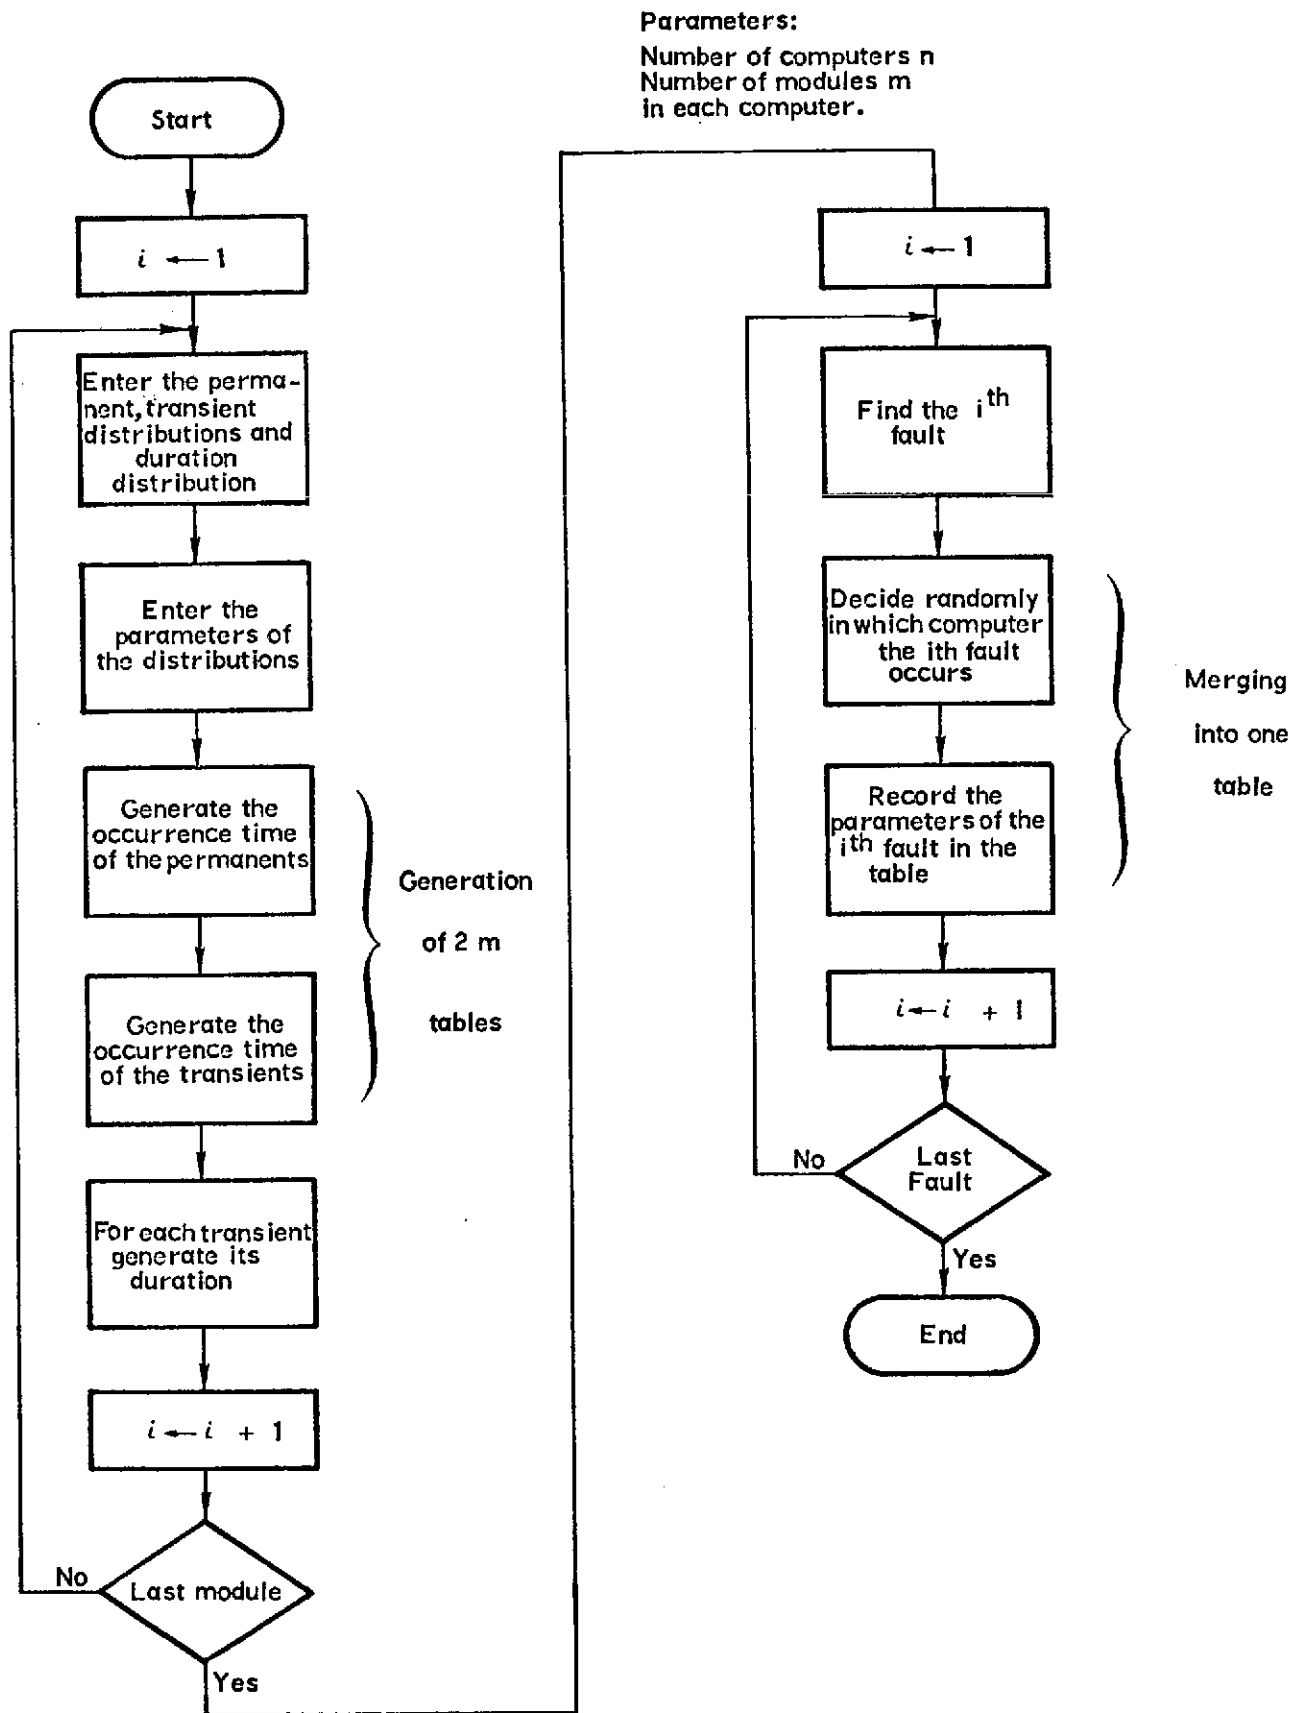 Parameters:
Number of computers n
Number of modules m
in each computer.
Start
i ← 1
Enter the perma-
nent, transient
distributions and
duration
distribution
Enter the
parameters of
the distributions
Generate the
occurrence time
of the permanents
Generate the
occurrence time
of the transients
Generation
of 2 m
tables
For each transient
generate its
duration
i ← i + 1
Last module
No
Yes
i ← 1
Find the i th
fault
Decide randomly
in which computer
the ith fault
occurs
Record the
parameters of the
i th fault in the
table
Merging
into one
table
i ← i + 1
Last
Fault
No
Yes
End